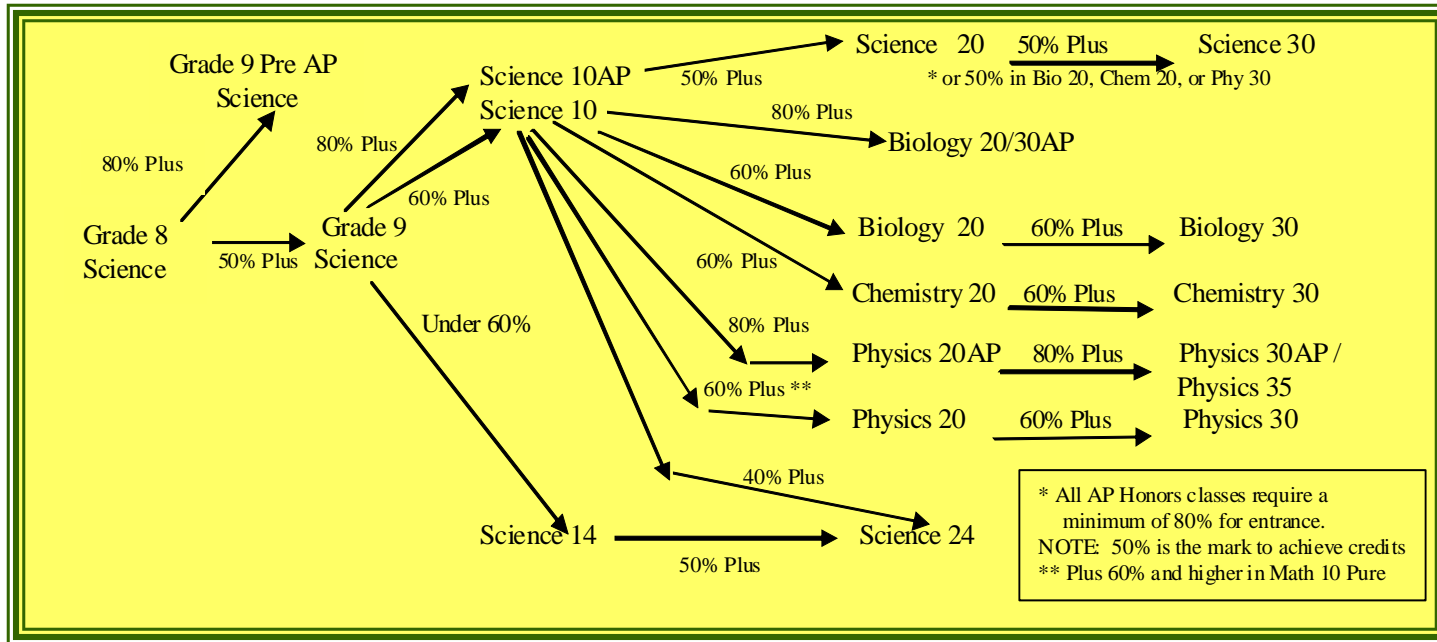 Grade 9 Pre AP
Science
80% Plus
Grade 8
Science
50% Plus
Grade 9
Science
80% Plus
60% Plus
Under 60%
Science 10AP
Science 10
50% Plus
Science 20
50% Plus
Science 30
* or 50% in Bio 20, Chem 20, or Phy 30
80% Plus
Biology 20/30AP
60% Plus
Biology 20
60% Plus
Biology 30
60% Plus
Chemistry 20
60% Plus
Chemistry 30
80% Plus
Physics 20AP
80% Plus
Physics 30AP /
Physics 35
60% Plus **
Physics 20
60% Plus
Physics 30
40% Plus
Science 14
50% Plus
Science 24
* All AP Honors classes require a
minimum of 80% for entrance.
NOTE: 50% is the mark to achieve credits
** Plus 60% and higher in Math 10 Pure